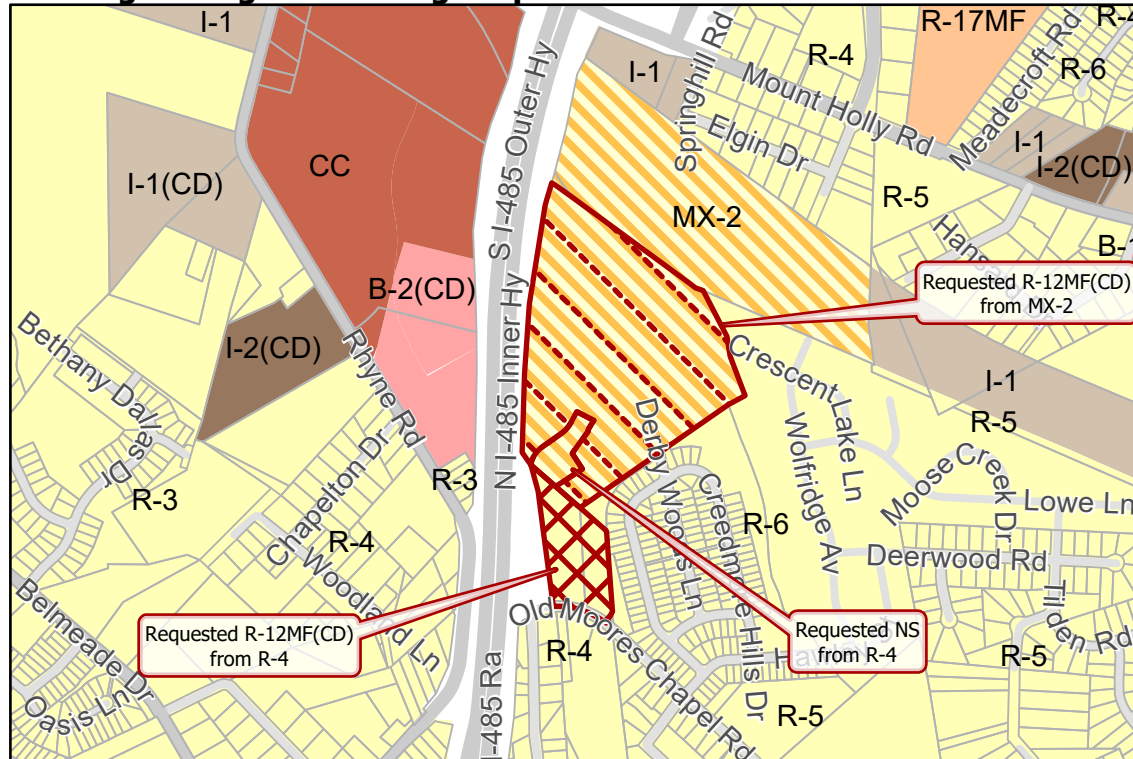 I-1
R-17MF
R-4
R-4
R-6
I-1
Springhill Rd
Mount Holly Rd
Meadecroft Rd
Elgin Dr
S I-485 Outer Hy
CC
I-1(CD)
I-1
I-2(CD)
R-5
MX-2
B-1
B-2(CD)
Requested R-12MF(CD)
from MX-2
Bethany Dalles Dr
I-2(CD)
Rhyne Rd
N I-485 Inner Hy
Crescent
Lake Ln
I-1
R-5
Derby Woods Ln
Wolfridge Av
Moose Creek Dr
Lowe Ln
R-3
R-3
Chapelton Dr
Creedmore Hills Dr
R-6
R-4
Woodland Ln
Deerwood Rd
Tilden Rd
Belmeade Dr
Old Moores Chapel Rd
Requested R-12MF(CD)
from R-4
Requested NS
from R-4
R-4
R-5
Oasis Ln
R-5
I-485 Ra